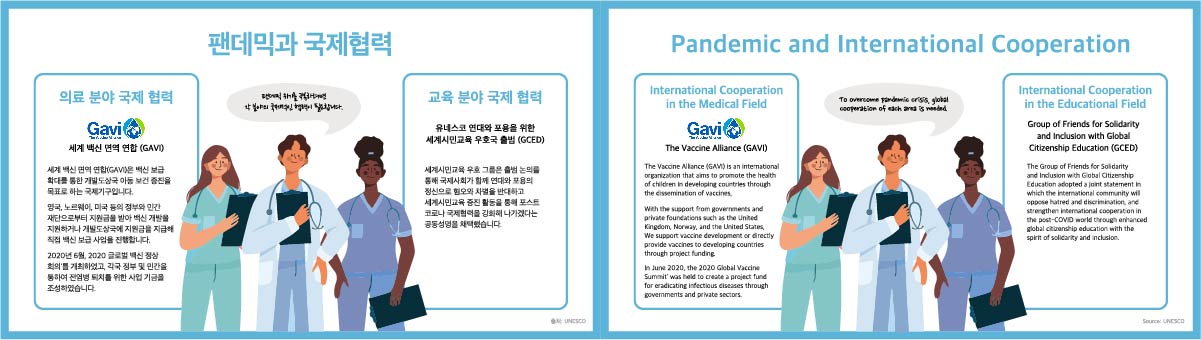 팬데믹과 국제협력
의료 분야 국제 협력
Gavi
The Vaccine Alliance
세계 백신 면역 연합 (GAVI)
세계 백신 면역 연합(GAVI)은 백신 보급
확대를 통한 개발도상국 아동 보건 증진을
목표로 하는 국제기구입니다.
영국, 노르웨이, 미국 등의 정부와 민간
재단으로부터 지원금을 받아 백신 개발을
지원하거나 개발도상국에 지원금을 지급해
직접 백신 보급 사업을 진행합니다.
2020년 6월, 2020 글로벌 백신 정상
회의'를 개최하였고, 각국 정부 및 민간을
통하여 전염병 퇴치를 위한 사업 기금을
조성하였습니다.
팬데믹 위기를 극복하려면
각 분야의 국제적인 협력이 필요합니다.
교육 분야 국제 협력
유네스코 연대와 포용을 위한
세계시민교육 우호국 출범 (GCED)
세계시민교육 우호 그룹은 출범 논의를
통해 국제사회가 함께 연대와 포용의
정신으로 혐오와 차별을 반대하고
세계시민교육 증진 활동을 통해 포스트
코로나 국제협력을 강화해 나가겠다는
공동성명을 채택했습니다.
출처: UNESCO
Pandemic and International Cooperation
International Cooperation
in the Medical Field
Gavi
The Vaccine Alliance
The Vaccine Alliance (GAVI)
The Vaccine Alliance (GAVI) is an international
organization that aims to promote the health
of children in developing countries through
the dissemination of vaccines.
With the support from governments and
private foundations such as the United
Kingdom, Norway, and the United States,
We support vaccine development or directly
provide vaccines to developing countries
through project funding.
In June 2020, the 2020 Global Vaccine
Summit' was held to create a project fund
for eradicating infectious diseases through
governments and private sectors.
To overcome pandemic crisis, global
cooperation of each area is needed.
International Cooperation
in the Educational Field
Group of Friends for Solidarity
and Inclusion with Global
Citizenship Education (GCED)
The Group of Friends for Solidarity
and Inclusion with Global Citizenship
Education adopted a joint statement in
which the international community will
oppose hatred and discrimination, and
strengthen international cooperation in
the post-COVID world through enhanced
global citizenship education with the
spirit of solidarity and inclusion.
Source: UNESCO